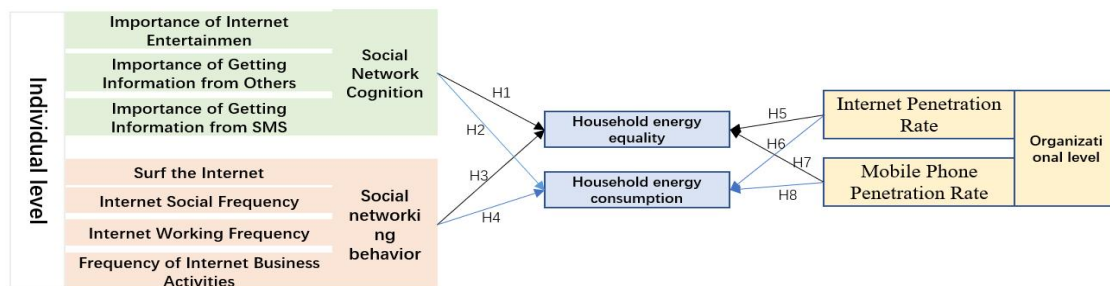 Individual level
Importance of Internet
Entertainmen
Importance of Getting
Information from Others
Importance of Getting
Information from SMS
Social
Network
Cognition
Surf the Internet
Internet Social Frequency
Internet Working Frequency
Frequency of Internet Business
Activities
Social
networki
ng
behavior
H1
H2
H3
H4
Household energy
equality
Household energy
consumption
H5
H6
H7
H8
Internet Penetration
Rate
Mobile Phone
Penetration Rate
Organizati
onal level